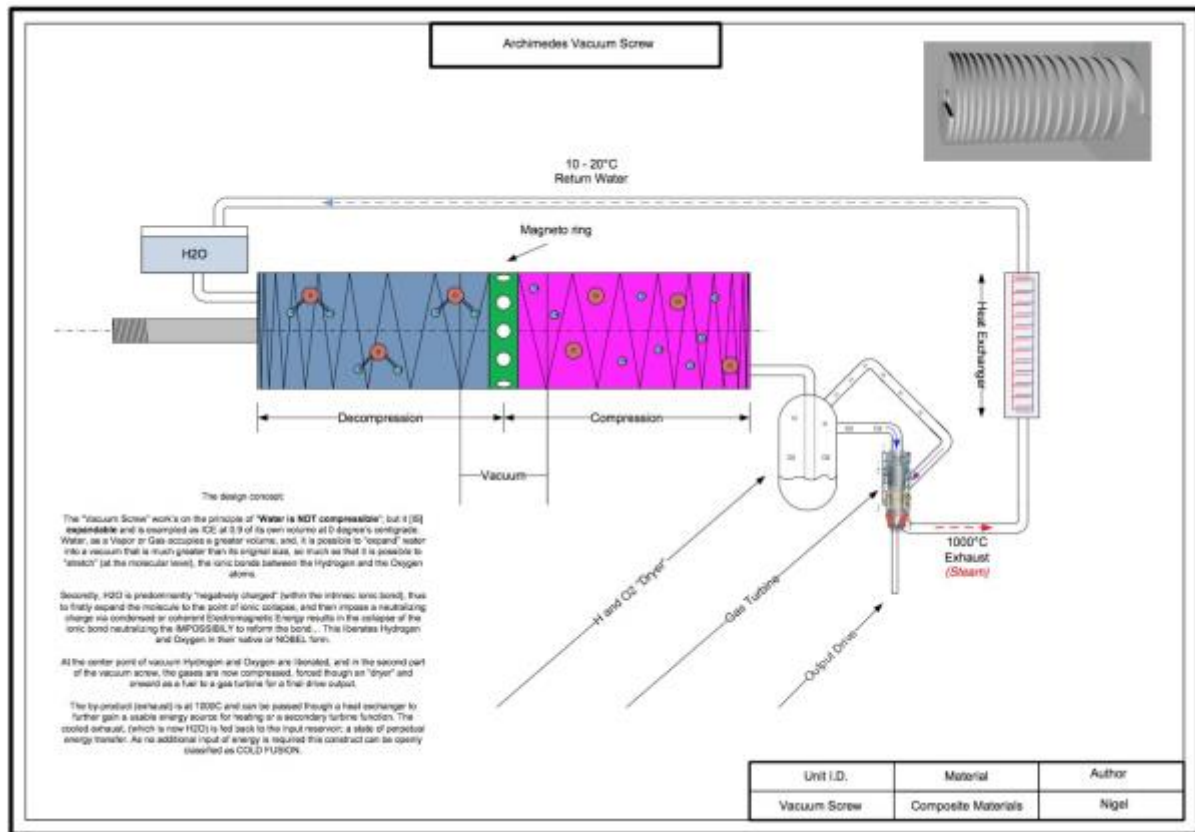 Archimedes Vacuum Screw
10 - 20°C
Return Water
Magneto ring
H2O
Heat Exchanger
Decompression
Compression
Vacuum
The design concept:
The "Vacuum Screw" work's on the principle of "Water is NOT compressible"; but it [IS]
expandable and is exampled as ICE at 0.9 of its own volume at 0 degree's centigrade.
Water, as a Vapor or Gas occupies a greater volume; and, it is possible to "expand" water
into a vacuum that is much greater than its original size, so much so that it is possible to
"stretch" (at the molecular level), the ionic bonds between the Hydrogen and the Oxygen
atoms.
Secondly, H2O is predominently "negatively charged" (within the intrinsic ionic bond), thus
to firstly expand the molecule to the point of ionic collapse, and then impose a neutralizing
charge via condensed or coherent Electromagnetic Energy results in the collapse of the
ionic bond neutralizing the IMPOSSIBILY to reform the bond... This liberates Hydrogen
and Oxygen in their native or NOBEL form.
At the center point of vacuum Hydrogen and Oxygen are liberated, and in the second part
of the vacuum screw, the gases are now compressed, forced though an "dryer" and
onward as a fuel to a gas turbine for a final drive output.
The by-product (exhaust) is at 1000C and can be passed though a heat exchanger to
further gain a usable energy source for heating or a secondary turbine function. The
cooled exhaust, (which is now H2O) is fed back to the input reservoir; a state of perpetual
energy transfer. As no additional input of energy is required this construct can be openly
classified as COLD FUSION.
H and O2 "Dryer"
Gas Turbine
Output Drive
1000°C
Exhaust
(Steam)
Unit I.D.
Material
Author
Vacuum Screw
Composite Materials
Nigel